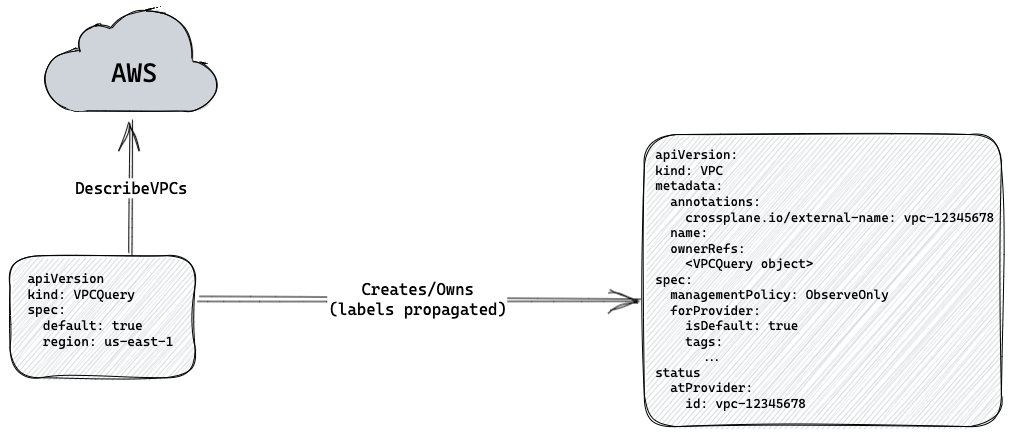 AWS
DescribeVPCs
apiVersion
kind: VPCQuery
spec:
  default: true
  region: us-east-1
Creates/Owns
(labels propagated)
apiVersion:
kind: VPC
metadata:
  annotations:
    crossplane.io/external-name: vpc-12345678
  name:
  ownerRefs:
    <VPCQuery object>
spec:
  managementPolicy: ObserveOnly
  forProvider:
    isDefault: true
    tags:
      ...
status
  atProvider:
    id: vpc-12345678